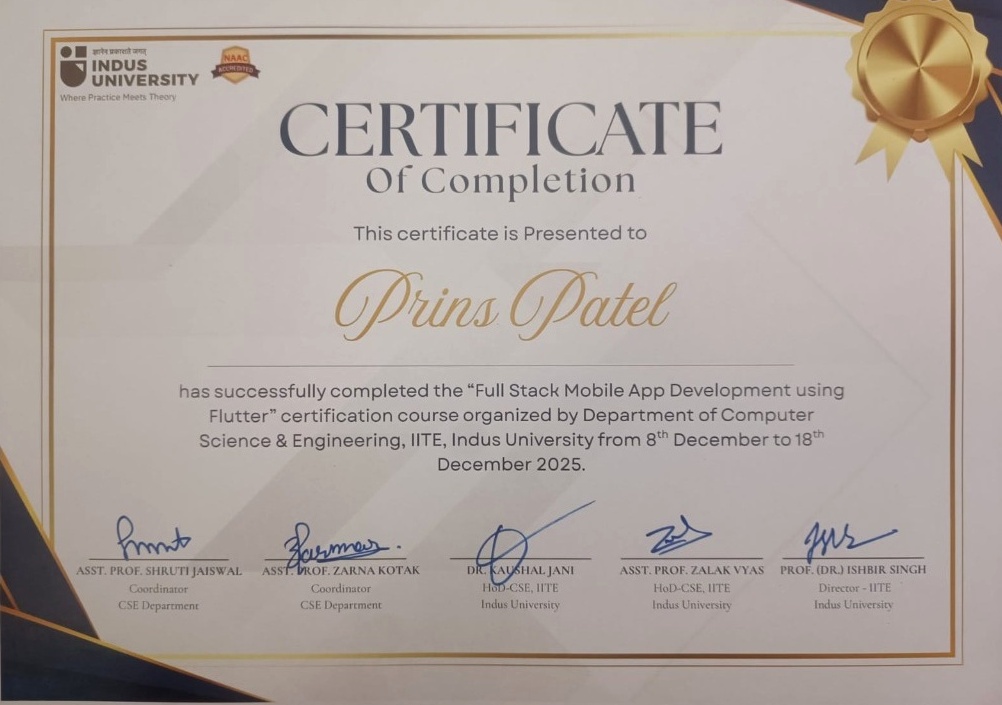 ज्ञानेन प्रकाशते जगत्
INDUS
UNIVERSITY
Where Practice Meets Theory
NAAC
ACCREDITED
CERTIFICATE
Of Completion
This certificate is Presented to
Prins Patel
has successfully completed the “Full Stack Mobile App Development using
Flutter” certification course organized by Department of Computer
Science & Engineering, IITE, Indus University from 8th December to 18th
December 2025.
ASST. PROF. SHRUTI JAISWAL
Coordinator
CSE Department
ASST. PROF. ZARNA KOTAK
Coordinator
CSE Department
DR. KAUSHAL JANI
HoD-CSE, IITE
Indus University
ASST. PROF. ZALAK VYAS
HoD-CSE, IITE
Indus University
PROF. (DR.) ISHBIR SINGH
Director - IITE
Indus University